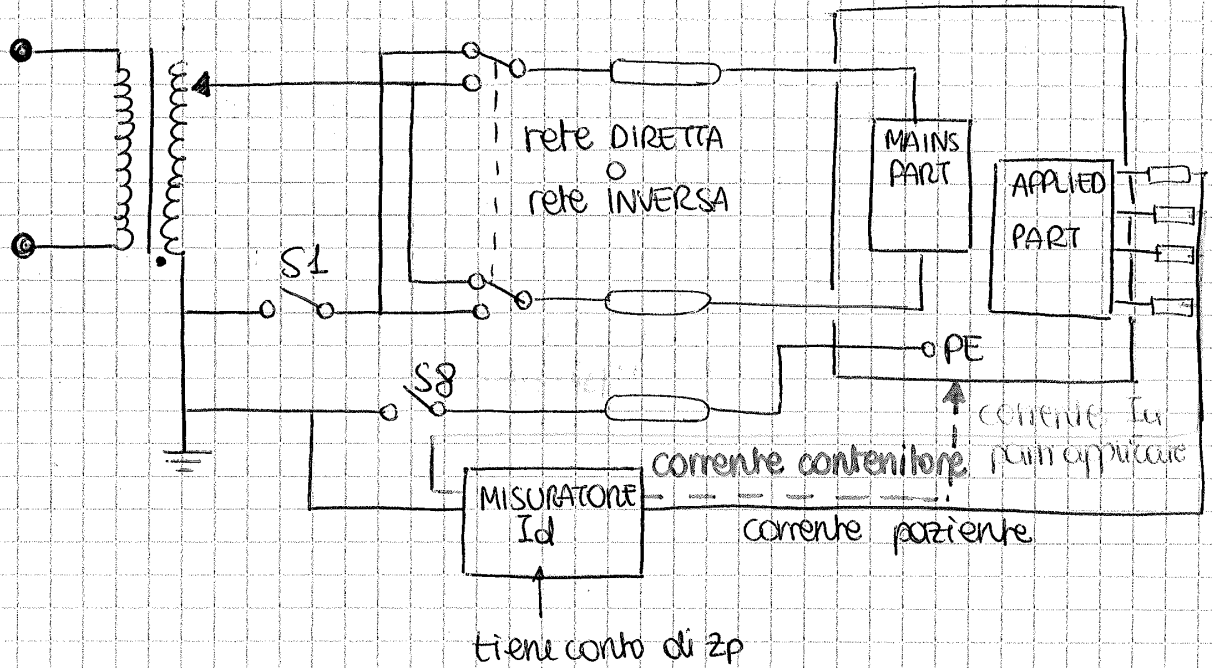 rete DIRETTA
o
rete INVERSA
MAINS
PART
APPLIED
PART
S1
PE
S8
corrente
corrente contenitore
MISURATORE
Id
corrente paziente
tiene conto di Zp